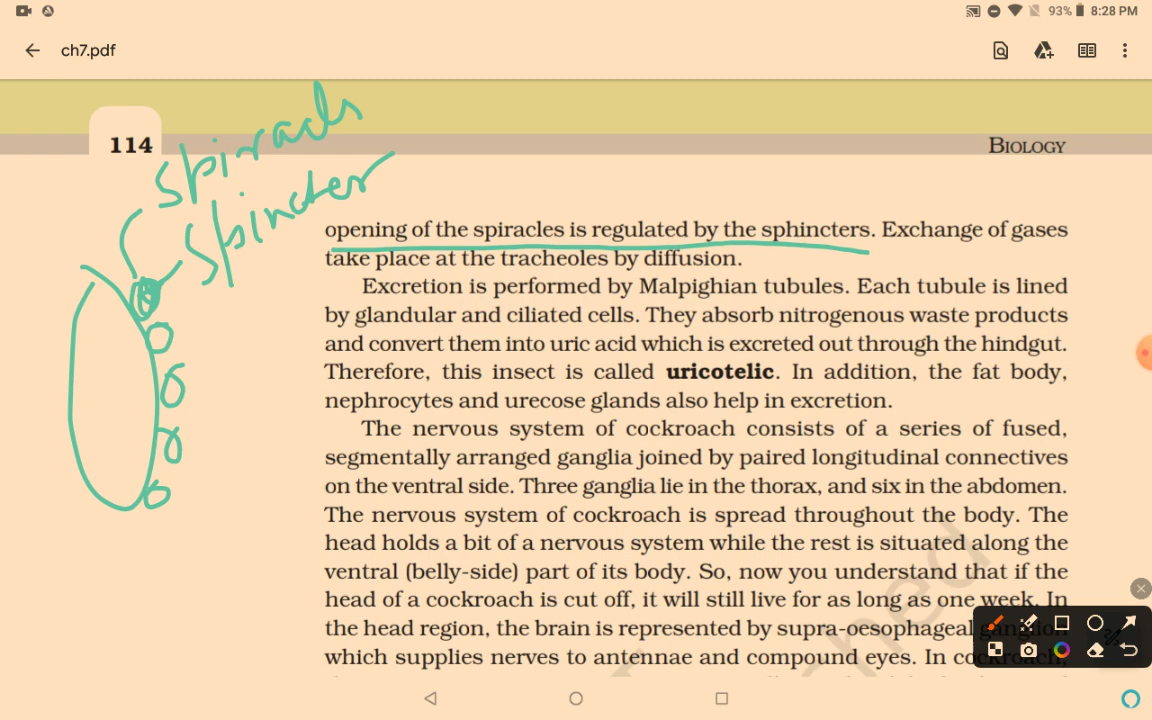 93% 8:28 PM
ch7.pdf
114
BIOLOGY
spiracls
spincter
opening of the spiracles is regulated by the sphincters. Exchange of gases
take place at the tracheoles by diffusion.
Excretion is performed by Malpighian tubules. Each tubule is lined
by glandular and ciliated cells. They absorb nitrogenous waste products
and convert them into uric acid which is excreted out through the hindgut.
Therefore, this insect is called uricotelic. In addition, the fat body,
nephrocytes and urecose glands also help in excretion.
The nervous system of cockroach consists of a series of fused,
segmentally arranged ganglia joined by paired longitudinal connectives
on the ventral side. Three ganglia lie in the thorax, and six in the abdomen.
The nervous system of cockroach is spread throughout the body. The
head holds a bit of a nervous system while the rest is situated along the
ventral (belly-side) part of its body. So, now you understand that if the
head of a cockroach is cut off, it will still live for as long as one week. In
the head region, the brain is represented by supra-oesophageal ganglion
which supplies nerves to antennae and compound eyes. In cockroach,